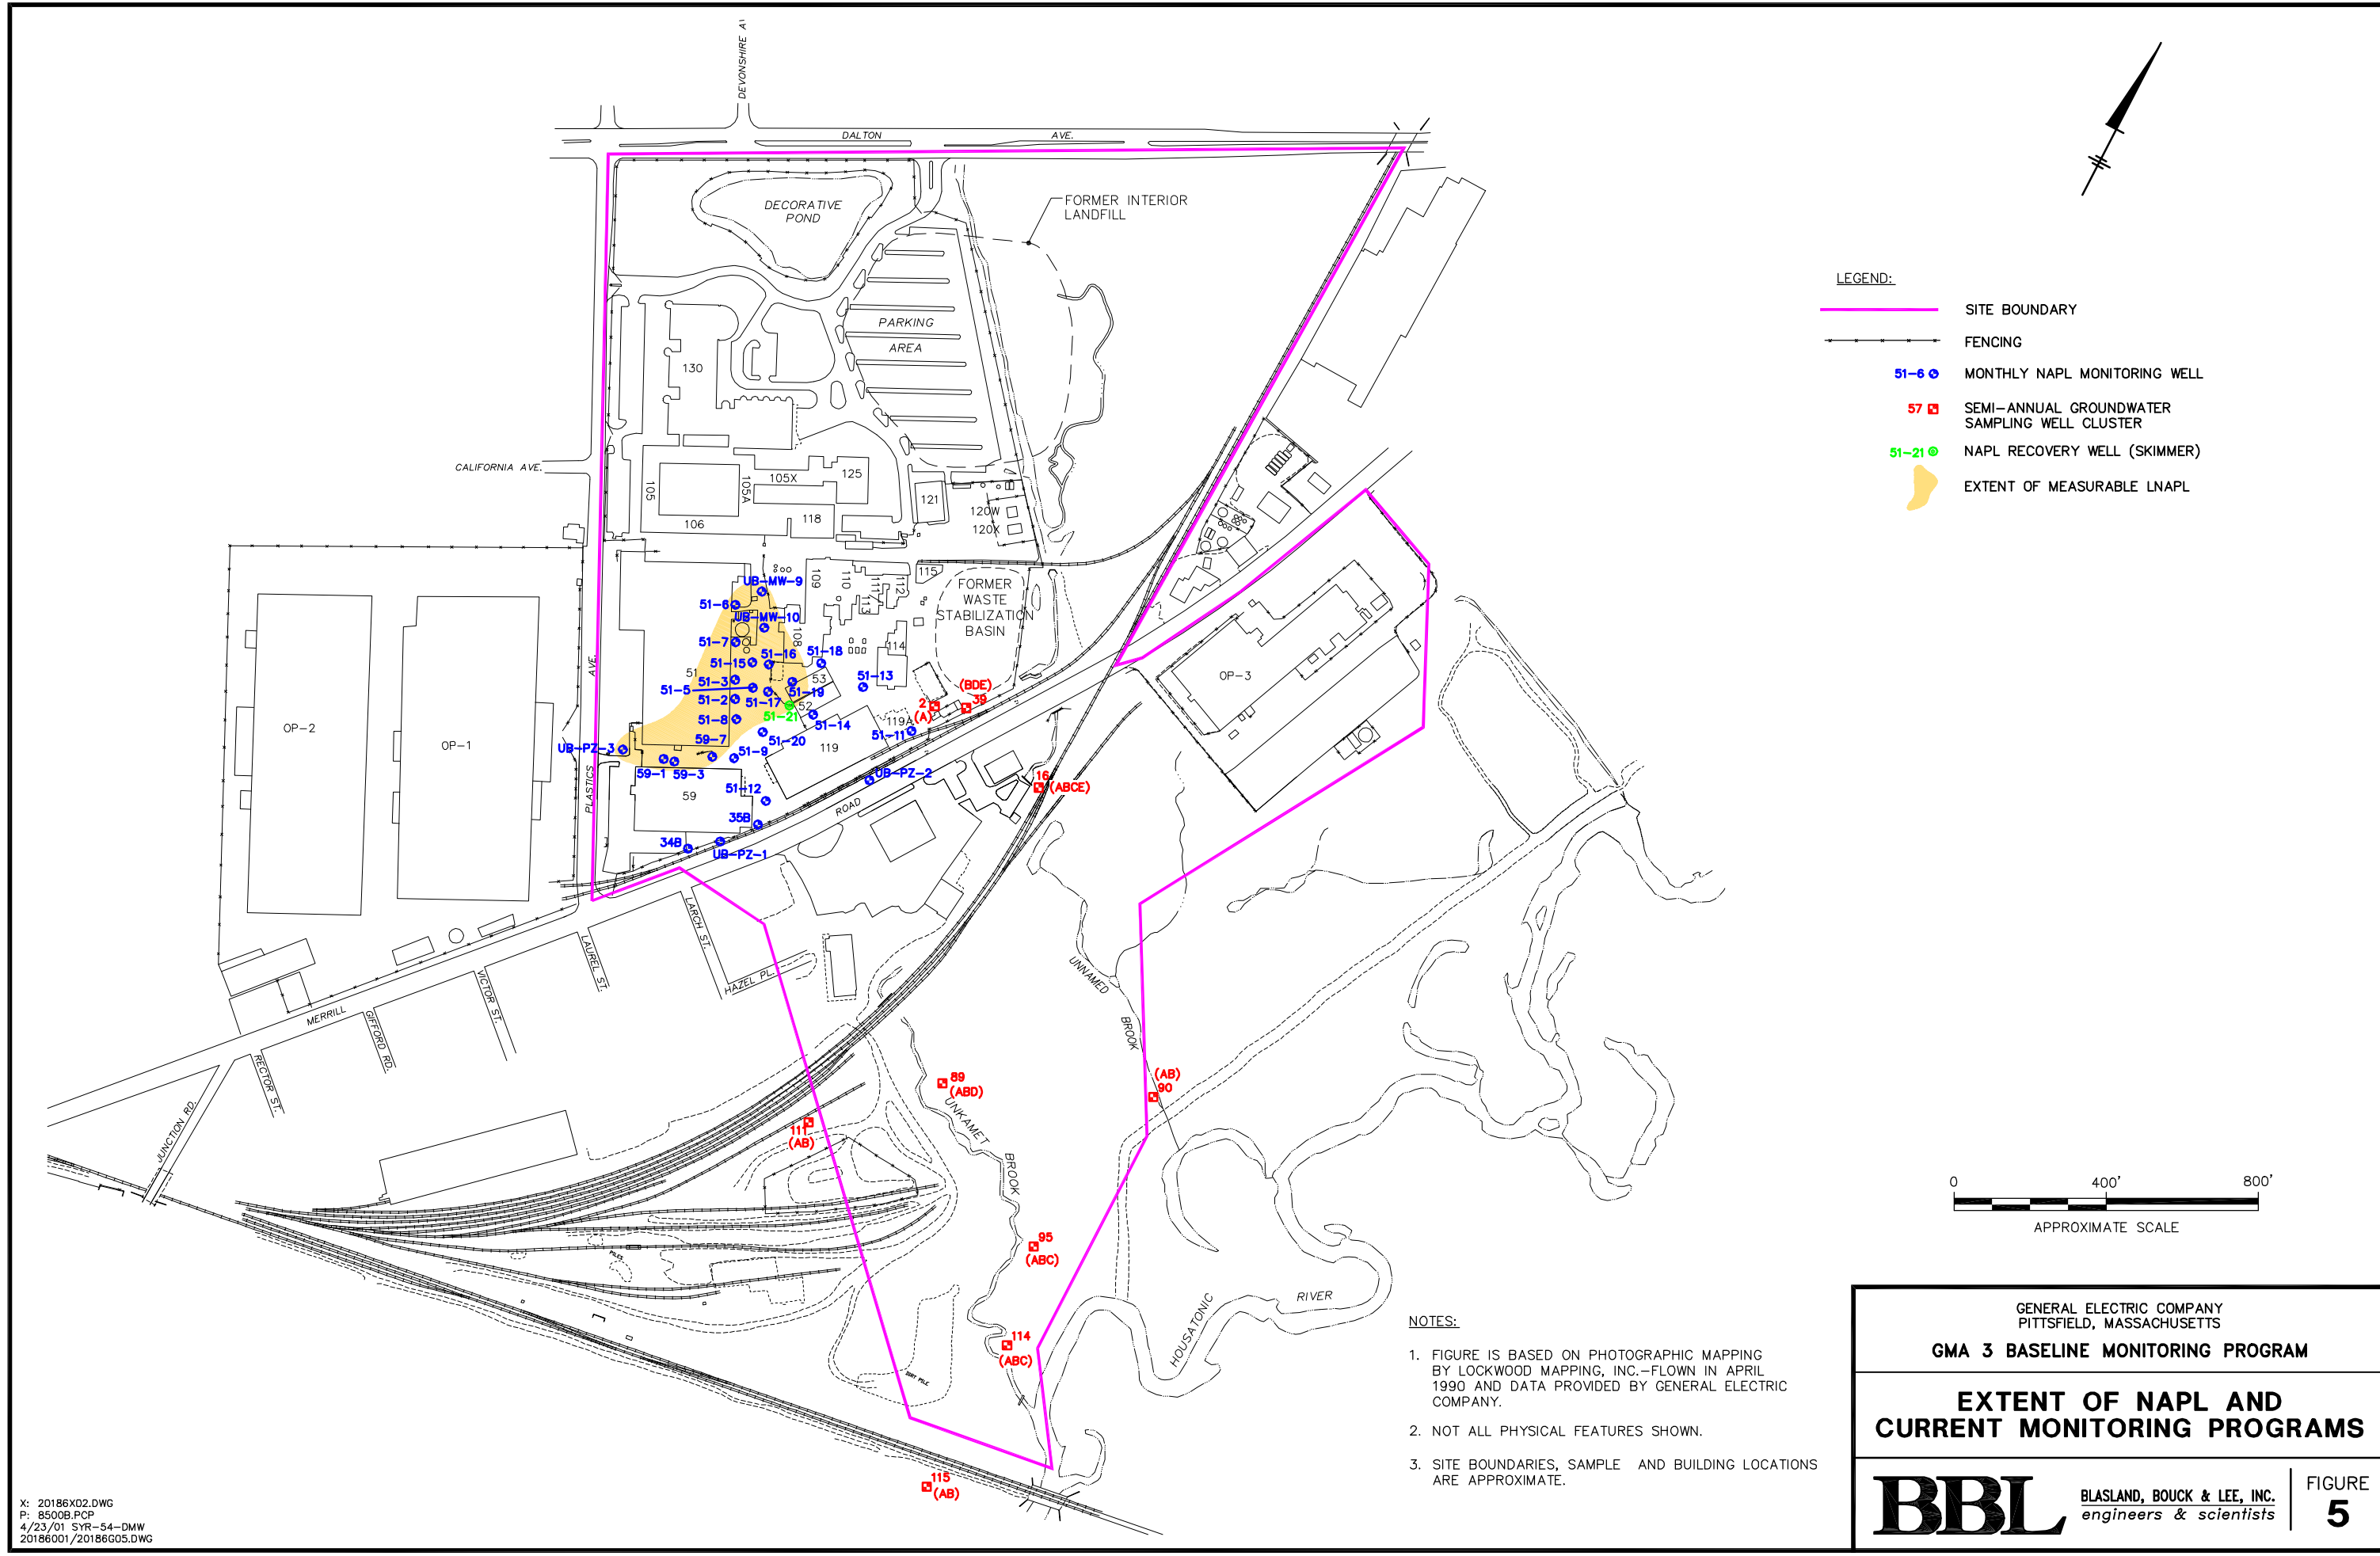 DEVONSHIRE A
DALTON AVE.
DECORATIVE
POND
FORMER INTERIOR
LANDFILL
PARKING
AREA
130
CALIFORNIA AVE.
105
105A
105X
125
106
118
121
120W
120X
109
110
111
112
113
115
114
108
FORMER
WASTE
STABILIZATION
BASIN
UB-MW-9
51-6
UB-MW-10
51-7
51-16
51-18
51-15
51
51-3
53
51-13
51-5
51-19
51-2
51-17
52
51-21
51-14
51-8
51-20
119A
51-11
119
59-7
51-9
UB-PZ-3
59-1
59-3
59
51-12
UB-PZ-2
35B
34B
UB-PZ-1
(BDE)
39
2
(A)
16
(ABCE)
OP-2
OP-1
OP-3
PLASTICS AVE.
MERRILL ROAD
LARCH ST.
HAZEL PL.
LAUREL ST.
VICTOR ST.
GIFFORD RD.
RECTOR ST.
JUNCTION RD.
UNNAMED
BROOK
UNKAMET
BROOK
89
(ABD)
(AB)
90
111
(AB)
95
(ABC)
114
(ABC)
115
(AB)
PILES
DIRT PILE
HOUSATONIC
RIVER
LEGEND:
SITE BOUNDARY
FENCING
51-6 MONTHLY NAPL MONITORING WELL
57 SEMI-ANNUAL GROUNDWATER
SAMPLING WELL CLUSTER
51-21 NAPL RECOVERY WELL (SKIMMER)
EXTENT OF MEASURABLE LNAPL
0 400' 800'
APPROXIMATE SCALE
NOTES:
1. FIGURE IS BASED ON PHOTOGRAPHIC MAPPING
BY LOCKWOOD MAPPING, INC.-FLOWN IN APRIL
1990 AND DATA PROVIDED BY GENERAL ELECTRIC
COMPANY.
2. NOT ALL PHYSICAL FEATURES SHOWN.
3. SITE BOUNDARIES, SAMPLE AND BUILDING LOCATIONS
ARE APPROXIMATE.
GENERAL ELECTRIC COMPANY
PITTSFIELD, MASSACHUSETTS
GMA 3 BASELINE MONITORING PROGRAM
EXTENT OF NAPL AND
CURRENT MONITORING PROGRAMS
BBL
BLASLAND, BOUCK & LEE, INC.
engineers & scientists
FIGURE
5
X: 20186X02.DWG
P: 8500B.PCP
4/23/01 SYR-54-DMW
20186001/20186G05.DWG